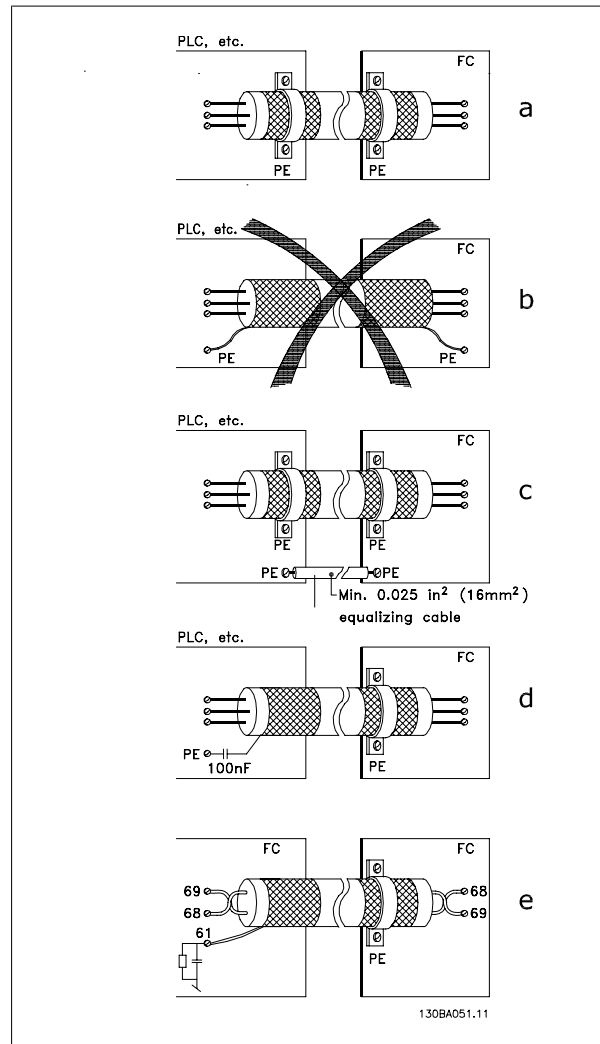 PLC, etc.
FC
PE
PE
a
PLC, etc.
FC
PE
PE
b
PLC, etc.
FC
PE
PE
c
PE
PE
Min. 0.025 in² (16mm²)
equalizing cable
PLC, etc.
FC
PE
100nF
PE
d
FC
FC
69
68
68
69
61
PE
e
130BA051.11